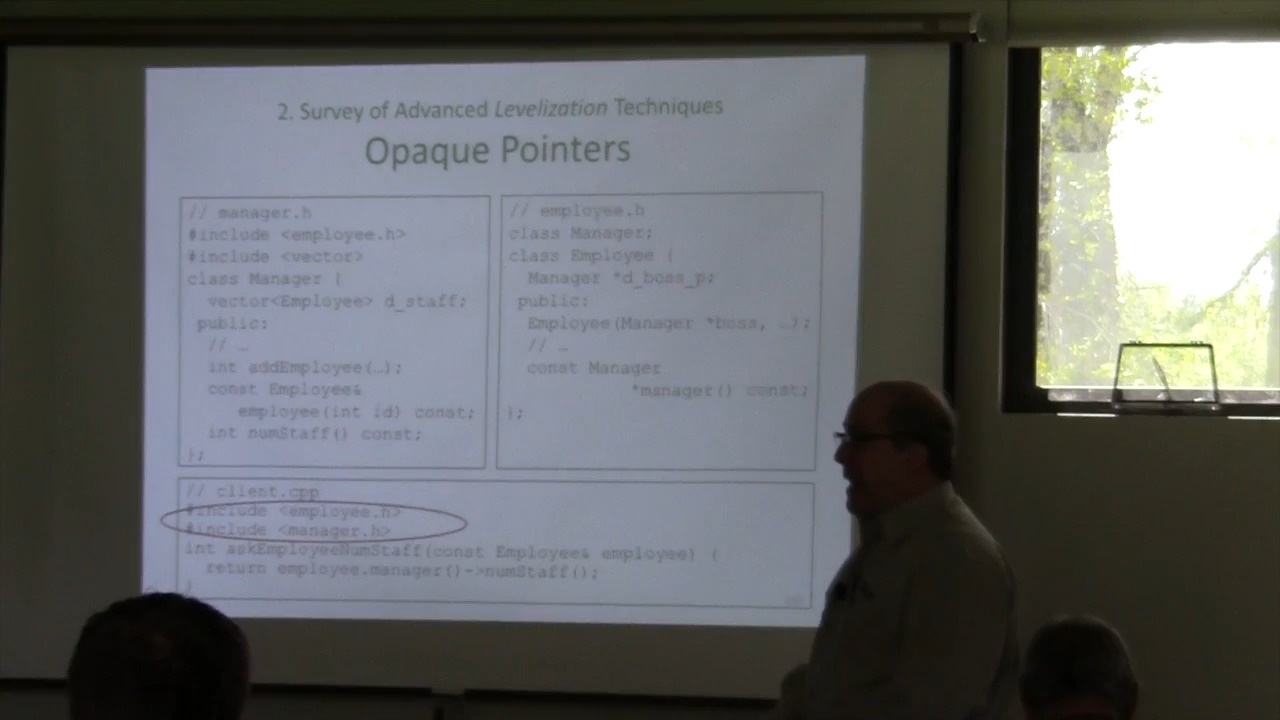 2. Survey of Advanced Levelization Techniques
Opaque Pointers
// manager.h
#include <employee.h>
#include <vector>
class Manager {
vector<Employee> d_staff;
public:
// …
int addEmployee(…);
const Employee&
employee(int id) const;
int numStaff() const;
};
// employee.h
class Manager;
class Employee {
Manager *d_boss_p;
public:
Employee(Manager *boss, …);
// …
const Manager
*manager() const;
};
// client.cpp
#include <employee.h>
#include <manager.h>
int askEmployeeNumStaff(const Employee& employee) {
return employee.manager()->numStaff();
}